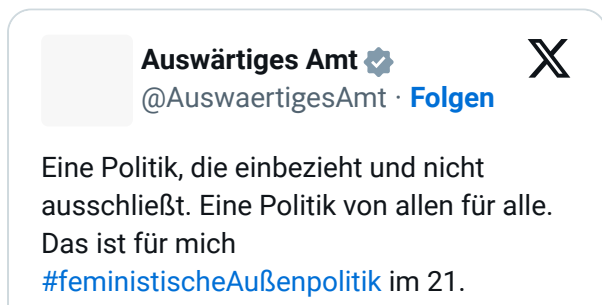 Auswärtiges Amt
@AuswaertigesAmt · Folgen
Eine Politik, die einbezieht und nicht
ausschließt. Eine Politik von allen für alle.
Das ist für mich
#feministischeAußenpolitik im 21.